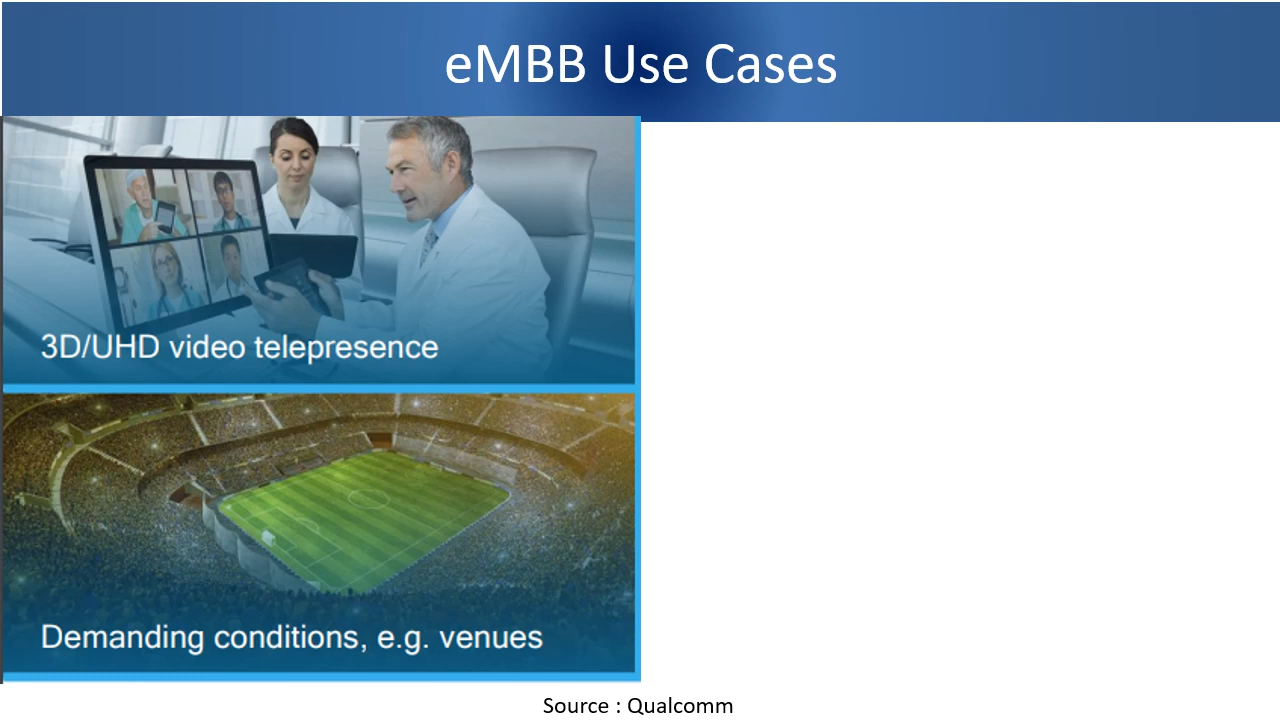 eMBB Use Cases
3D/UHD video telepresence
Demanding conditions, e.g. venues
Source : Qualcomm